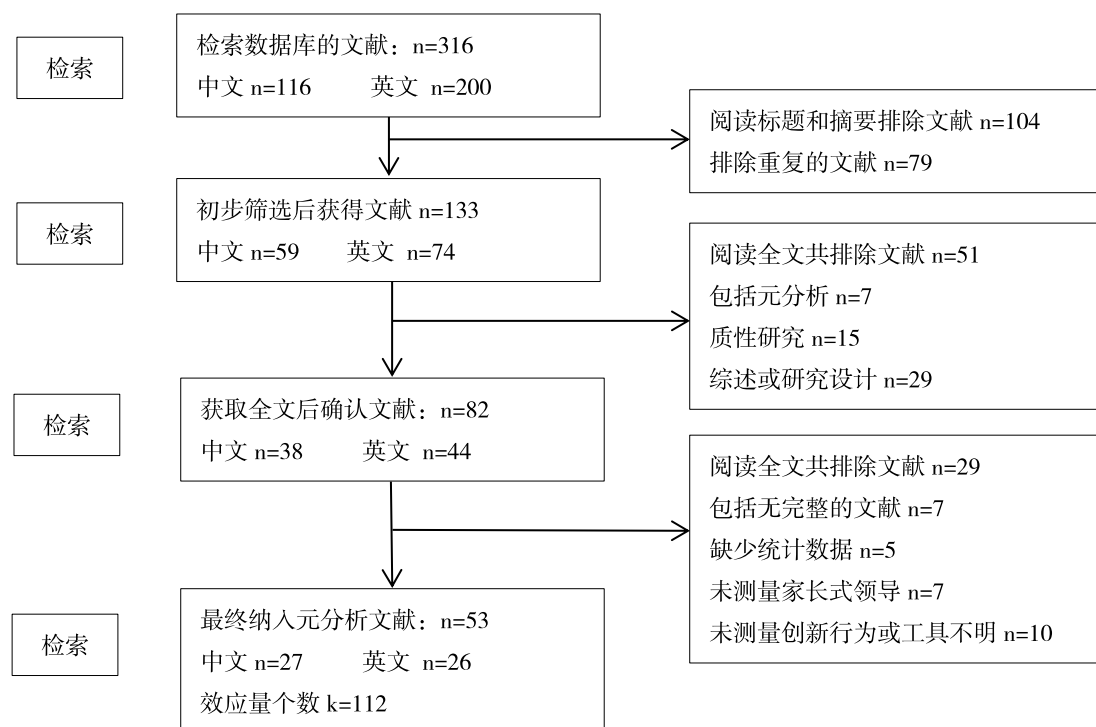 检索
检索数据库的文献：n=316
中文 n=116 英文 n=200
阅读标题和摘要排除文献 n=104
排除重复的文献 n=79
检索
初步筛选后获得文献 n=133
中文 n=59 英文 n=74
阅读全文共排除文献 n=51
包括元分析 n=7
质性研究 n=15
综述或研究设计 n=29
检索
获取全文后确认文献：n=82
中文 n=38 英文 n=44
阅读全文共排除文献 n=29
包括无完整的文献 n=7
缺少统计数据 n=5
未测量家长式领导 n=7
未测量创新行为或工具不明 n=10
检索
最终纳入元分析文献：n=53
中文 n=27 英文 n=26
效应量个数 k=112